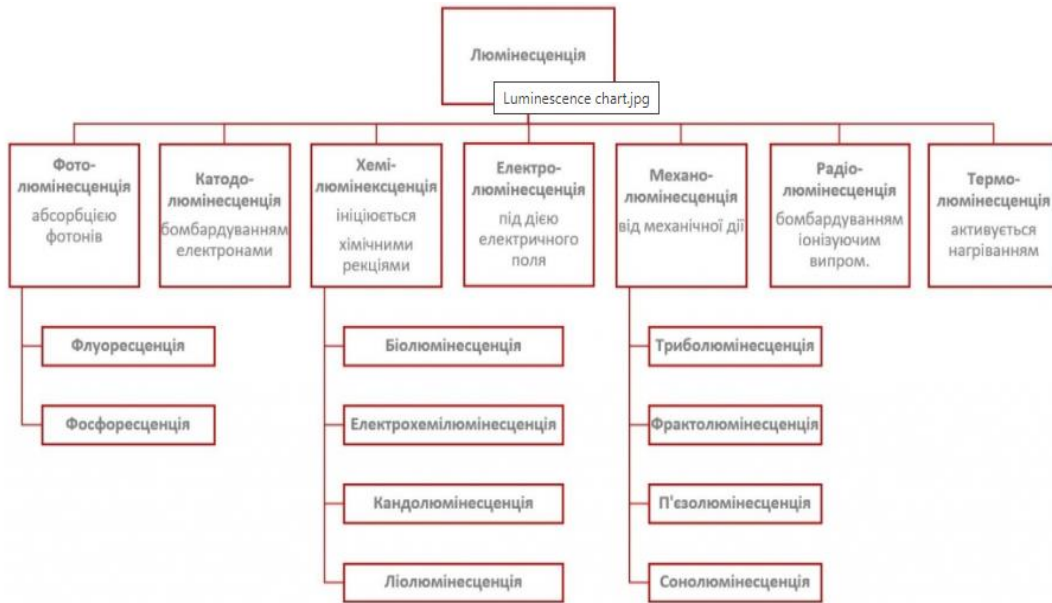 Люмінесценція
Luminescence chart.jpg
Фото-
люмінесценція
абсорбцією
фотонів
Катодо-
люмінесценція
бомбардуванням
електронами
Хемі-
люмінексценція
ініціюється
хімічними
рекціями
Електро-
люмінесценція
під дією
електричного
поля
Механо-
люмінесценція
від механічної дії
Радіо-
люмінесценція
бомбардуванням
іонізуючим
випром.
Термо-
люмінесценція
активується
нагріванням
Флуоресценція
Фосфоресценція
Біолюмінесценція
Електрохемілюмінесценція
Кандолюмінесценція
Ліолюмінесценція
Триболюмінесценція
Фрактолюмінесценція
П'єзолюмінесценція
Сонолюмінесценція